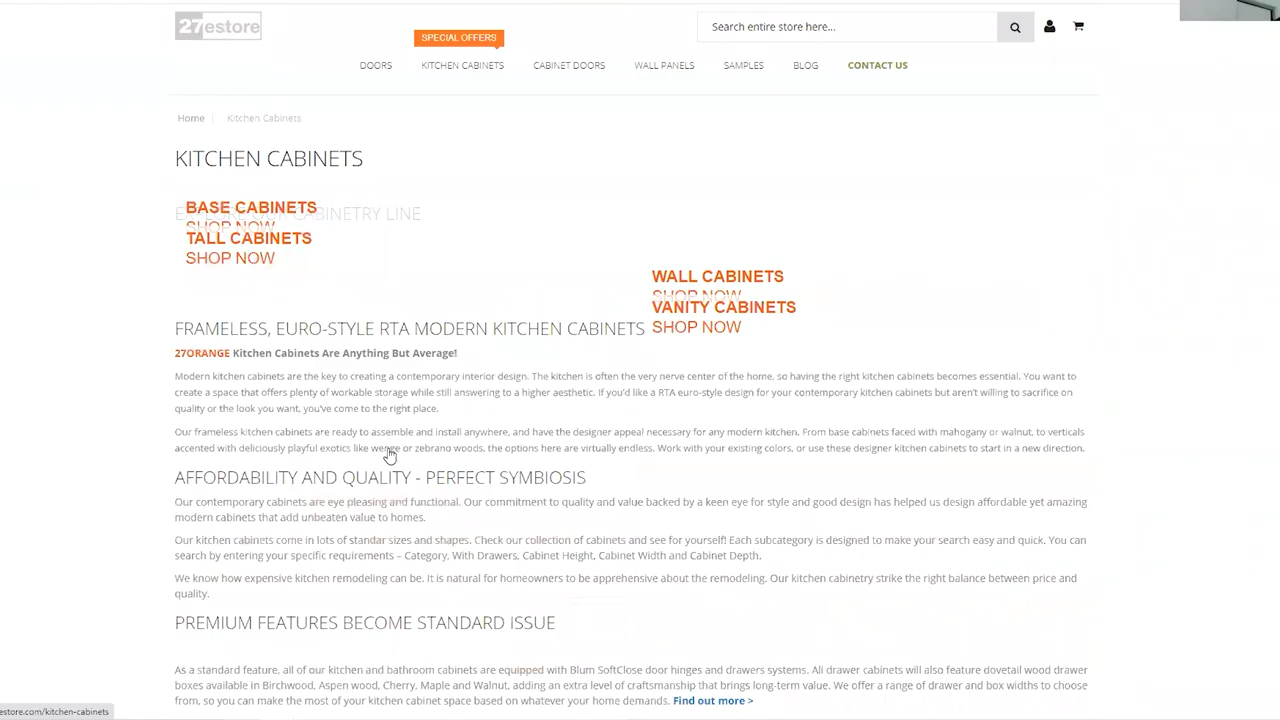 27estore
SPECIAL OFFERS
Search entire store here...
DOORS
KITCHEN CABINETS
CABINET DOORS
WALL PANELS
SAMPLES
BLOG
CONTACT US
Home
Kitchen Cabinets
KITCHEN CABINETS
BASE CABINETS
EXPLORE OUR CABINETRY LINE
SHOP NOW
TALL CABINETS
SHOP NOW
WALL CABINETS
SHOP NOW
VANITY CABINETS
SHOP NOW
FRAMELESS, EURO-STYLE RTA MODERN KITCHEN CABINETS
27ORANGE Kitchen Cabinets Are Anything But Average!
Modern kitchen cabinets are the key to creating a contemporary interior design. The kitchen is often the very nerve center of the home, so having the right kitchen cabinets becomes essential. You want to
create a space that offers plenty of workable storage while still answering to a higher aesthetic. If you'd like a RTA euro-style design for your contemporary kitchen cabinets but aren't willing to sacrifice on
quality or the look you want, you've come to the right place.
Our frameless kitchen cabinets are ready to assemble and install anywhere, and have the designer appeal necessary for any modern kitchen. From base cabinets faced with mahogany or walnut, to verticals
accented with deliciously playful exotics like wenge or zebrano woods, the options here are virtually endless. Work with your existing colors, or use these designer kitchen cabinets to start in a new direction.
AFFORDABILITY AND QUALITY - PERFECT SYMBIOSIS
Our contemporary cabinets are eye pleasing and functional. Our commitment to quality and value backed by a keen eye for style and good design has helped us design affordable yet amazing
modern cabinets that add unbeaten value to homes.
Our kitchen cabinets come in lots of standar sizes and shapes. Check our collection of cabinets and see for yourself! Each subcategory is designed to make your search easy and quick. You can
search by entering your specific requirements – Category, With Drawers, Cabinet Height, Cabinet Width and Cabinet Depth.
We know how expensive kitchen remodeling can be. It is natural for homeowners to be apprehensive about the remodeling. Our kitchen cabinetry strike the right balance between price and
quality.
PREMIUM FEATURES BECOME STANDARD ISSUE
As a standard feature, all of our kitchen and bathroom cabinets are equipped with Blum SoftClose door hinges and drawers systems. All drawer cabinets will also feature dovetail wood drawer
boxes available in Birchwood, Aspen wood, Cherry, Maple and Walnut, adding an extra level of craftsmanship that brings long-term value. We offer a range of drawer and box widths to choose
from, so you can make the most of your kitchen cabinet space based on whatever your home demands. Find out more >
estore.com/kitchen-cabinets